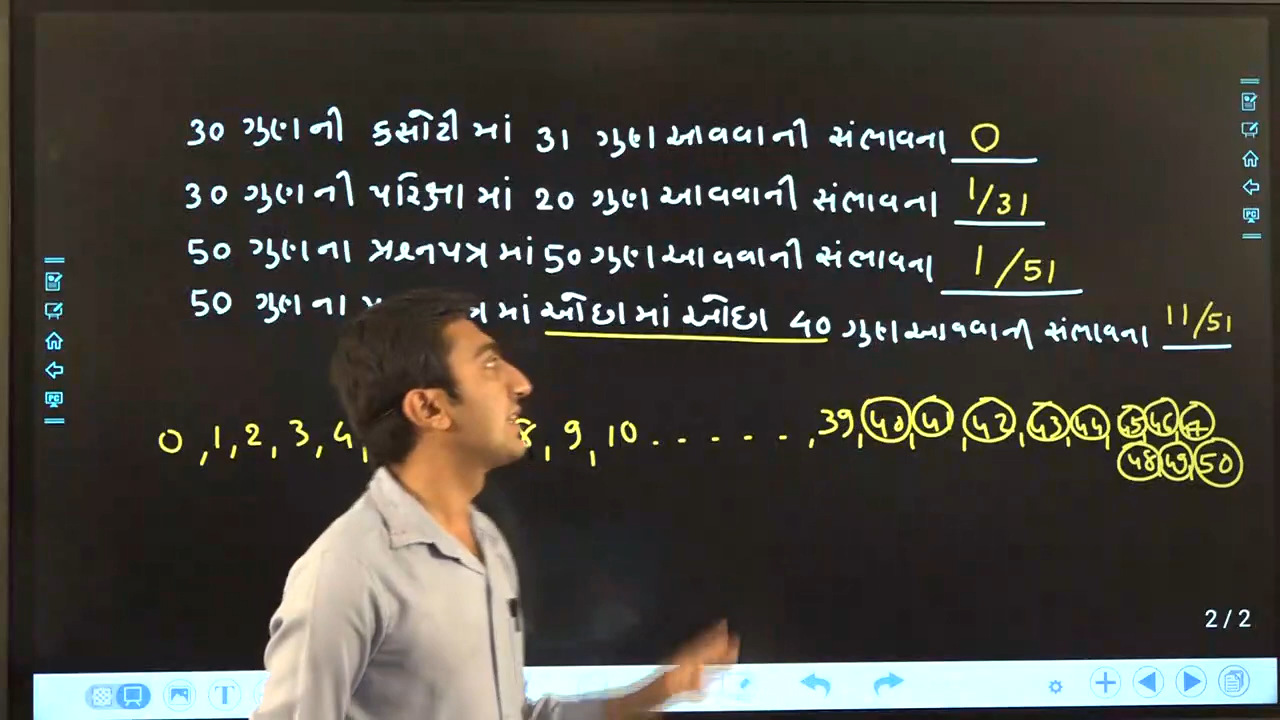 30 ગુણની કસોટીમાં 31 ગુણ આવવાની સંભાવના 0
30 ગુણની પરિક્ષામાં 20 ગુણ આવવાની સંભાવના 1/31
50 ગુણના પ્રશ્નપત્રમાં 50 ગુણ આવવાની સંભાવના 1/51
50 ગુણના ઓછામાં ઓછા 40 ગુણ આવવાની સંભાવના 11/51
0, 1, 2, 3, 4, 8, 9, 10 . . . . . . , 39, 40, 41, 42, 43, 44, 45, 46, 47
48, 49, 50
2 / 2
T
PC
PC